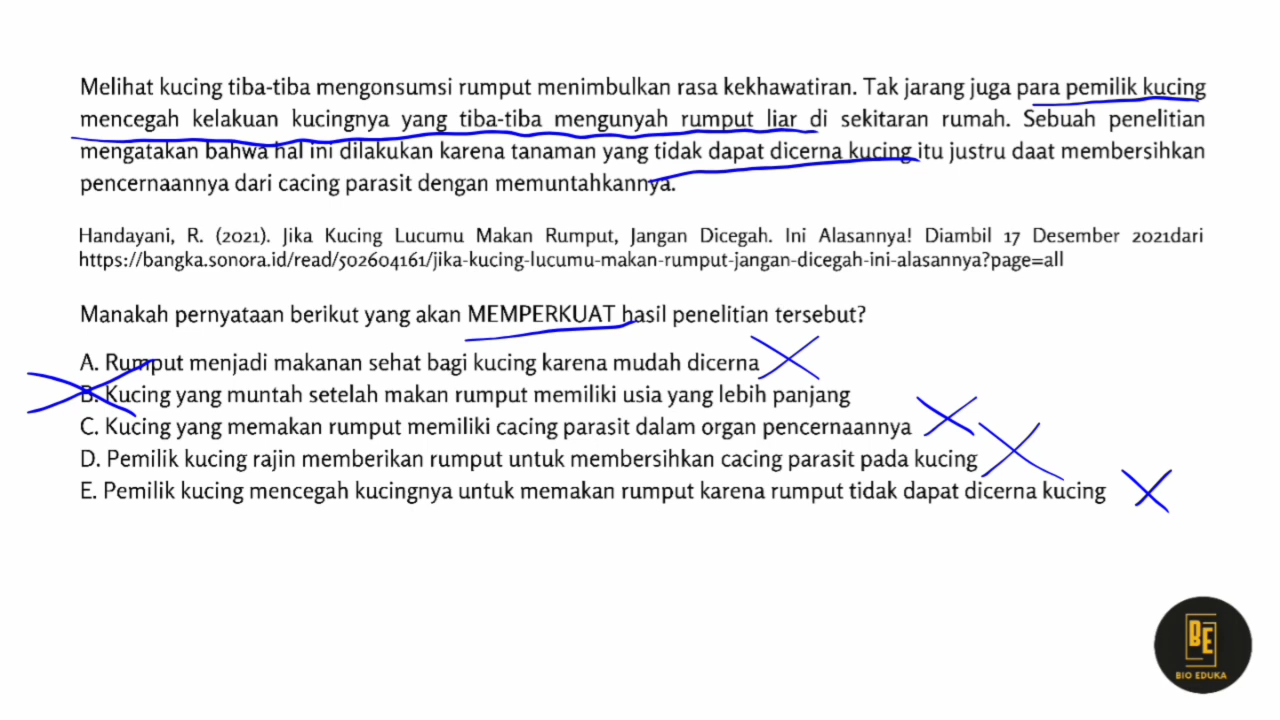 Melihat kucing tiba-tiba mengonsumsi rumput menimbulkan rasa kekhawatiran. Tak jarang juga para pemilik kucing
mencegah kelakuan kucingnya yang tiba-tiba mengunyah rumput liar di sekitaran rumah. Sebuah penelitian
mengatakan bahwa hal ini dilakukan karena tanaman yang tidak dapat dicerna kucing itu justru daat membersihkan
pencernaannya dari cacing parasit dengan memuntahkannya.
Handayani, R. (2021). Jika Kucing Lucumu Makan Rumput, Jangan Dicegah. Ini Alasannya! Diambil 17 Desember 2021dari
https://bangka.sonora.id/read/502604161/jika-kucing-lucumu-makan-rumput-jangan-dicegah-ini-alasannya?page=all
Manakah pernyataan berikut yang akan MEMPERKUAT hasil penelitian tersebut?
A. Rumput menjadi makanan sehat bagi kucing karena mudah dicerna
B. Kucing yang muntah setelah makan rumput memiliki usia yang lebih panjang
C. Kucing yang memakan rumput memiliki cacing parasit dalam organ pencernaannya
D. Pemilik kucing rajin memberikan rumput untuk membersihkan cacing parasit pada kucing
E. Pemilik kucing mencegah kucingnya untuk memakan rumput karena rumput tidak dapat dicerna kucing
BE
BIO EDUKA